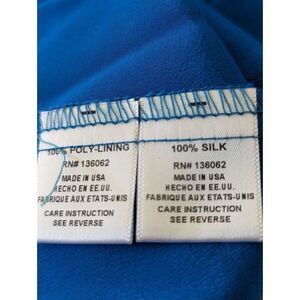 100% POLY-LINING
RN# 136062
MADE IN USA
HECHO EN EE.UU.
FABRIQUE AUX ETATS-UNIS
CARE INSTRUCTION
SEE REVERSE
100% SILK
RN# 136062
MADE IN USA
HECHO EN EE.UU.
FABRIQUE AUX ETATS-UNIS
CARE INSTRUCTION
SEE REVERSE